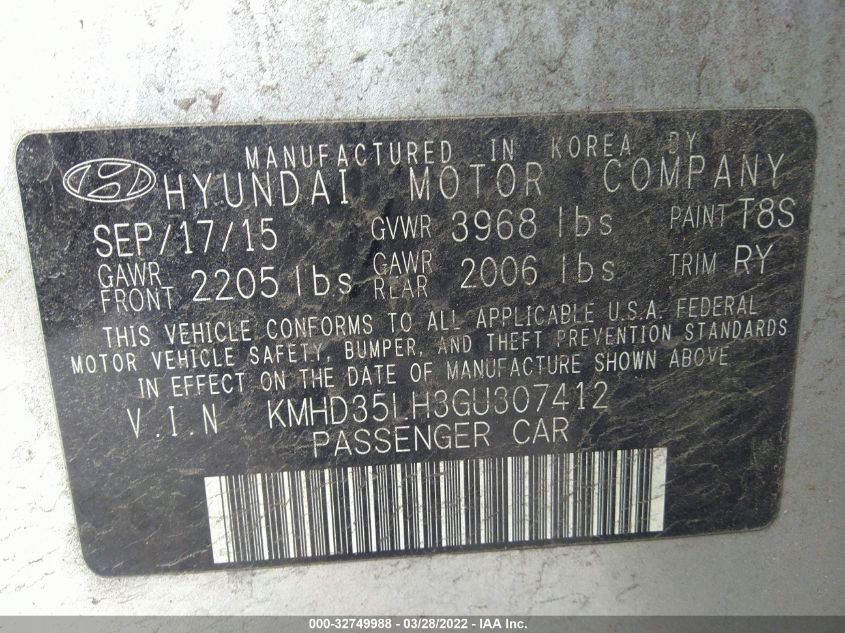 MANUFACTURED IN KOREA BY
HYUNDAI MOTOR COMPANY
SEP/17/15 GVWR 3968 lbs PAINT T8S
GAWR FRONT 2205 lbs GAWR REAR 2006 lbs TRIM RY
THIS VEHICLE CONFORMS TO ALL APPLICABLE U.S.A. FEDERAL
MOTOR VEHICLE SAFETY, BUMPER, AND THEFT PREVENTION STANDARDS
IN EFFECT ON THE DATE OF MANUFACTURE SHOWN ABOVE
V.I.N KMHD35LH3GU307412
PASSENGER CAR
000-32749988 - 03/28/2022 - IAA Inc.